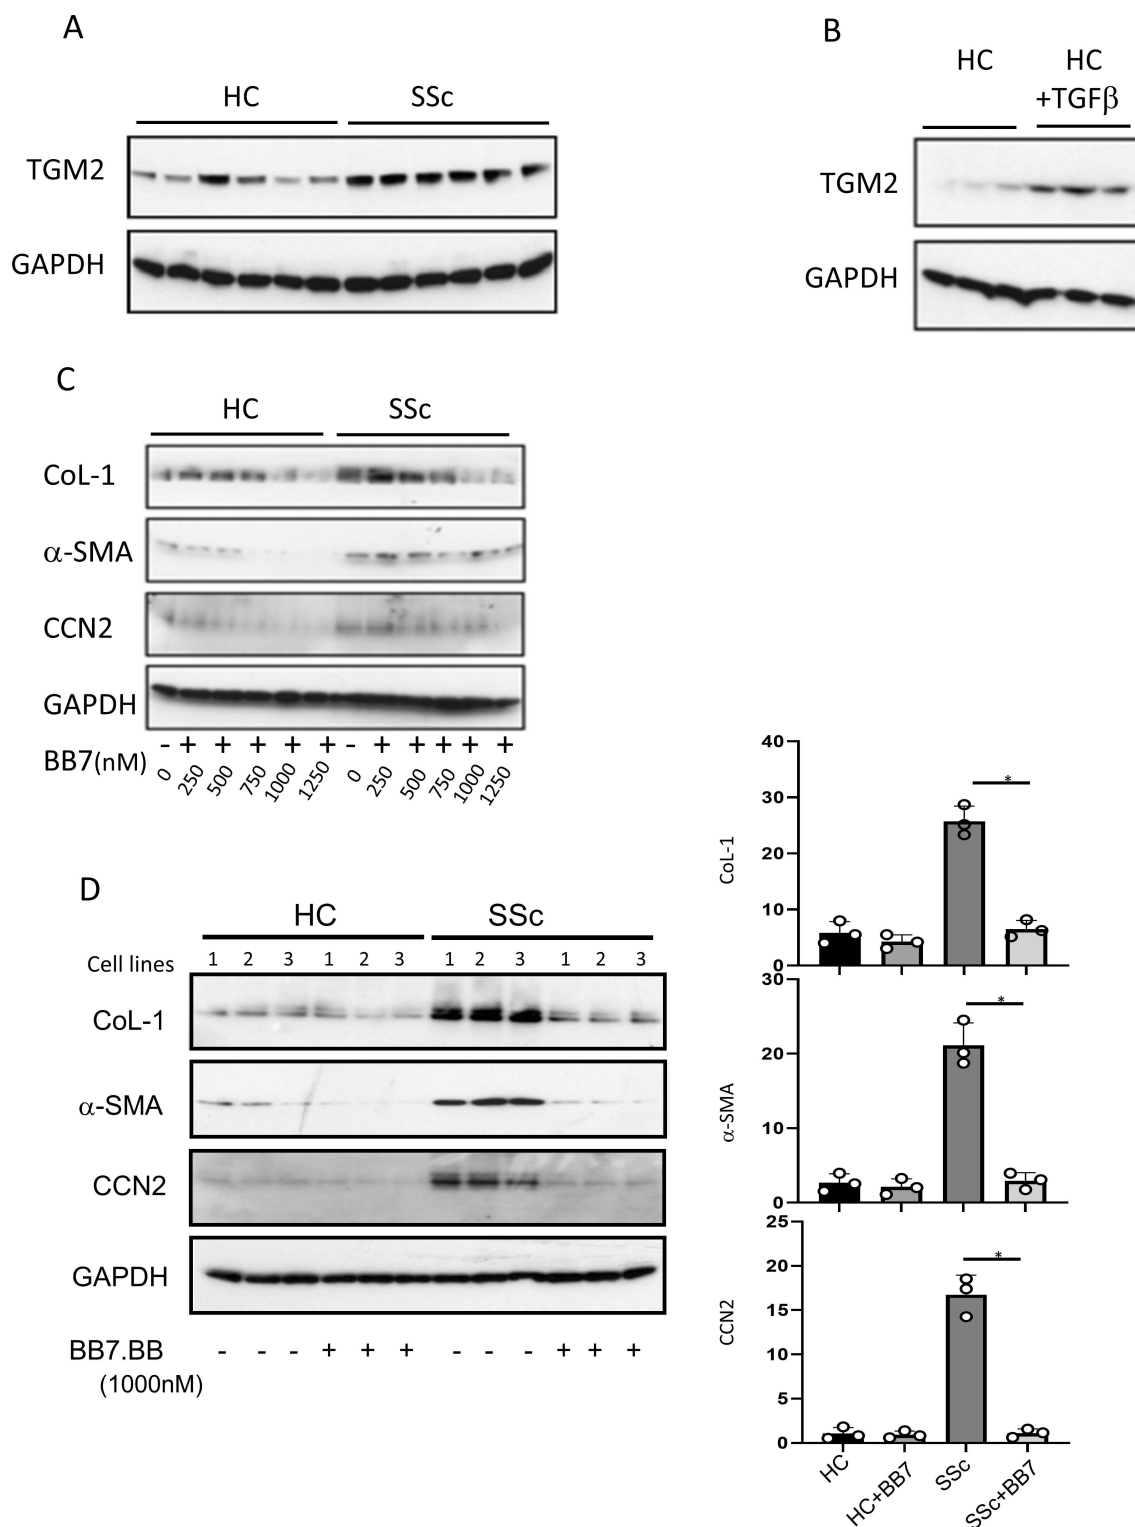 A
HC SSc
TGM2
GAPDH
B
HC HC
+TGFβ
TGM2
GAPDH
C
HC SSc
CoL-1
α-SMA
CCN2
GAPDH
- + + + + + - + + + + +
BB7(nM)
0 250 500 750 1000 1250 0 250 500 750 1000 1250
D
HC SSc
Cell lines 1 2 3 1 2 3 1 2 3 1 2 3
CoL-1
α-SMA
CCN2
GAPDH
BB7.BB - - - + + + - - - + + +
(1000nM)
40
30
20
10
0
CoL-1
*
30
20
10
0
α-SMA
*
25
20
15
10
5
0
CCN2
*
HC HC+BB7 SSc SSc+BB7